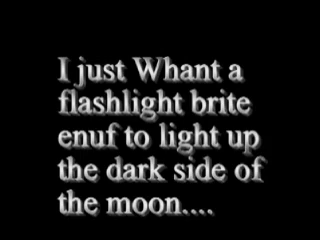 I just Whant a
flashlight brite
enuf to light up
the dark side of
the moon....